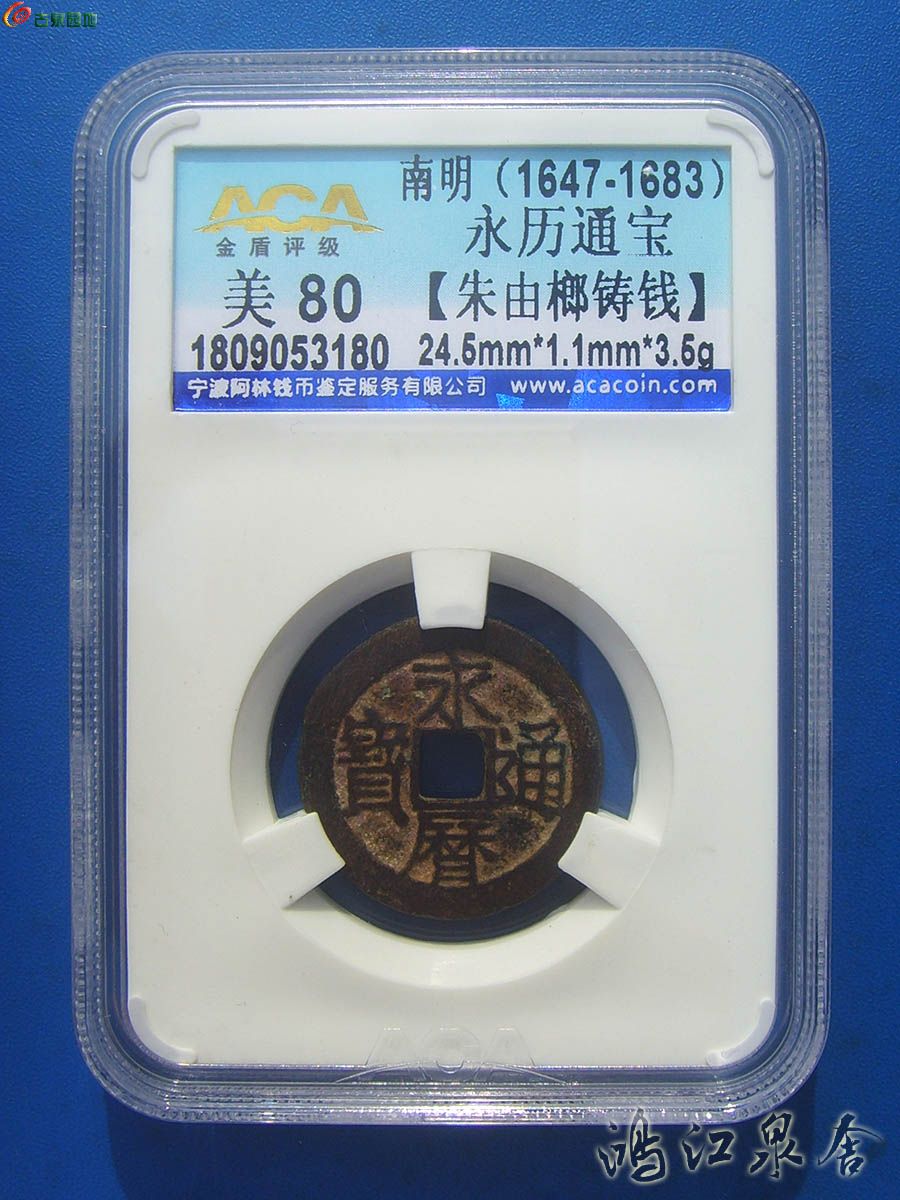 古泉园地
南明（1647-1683）
ACA
永历通宝
金盾评级
美 80
【朱由榔铸钱】
1809053180
24.5mm*1.1mm*3.5g
宁波阿林钱币鉴定服务有限公司 www.acacoin.com
永
寶 通
曆
ACA
鸿江泉舍